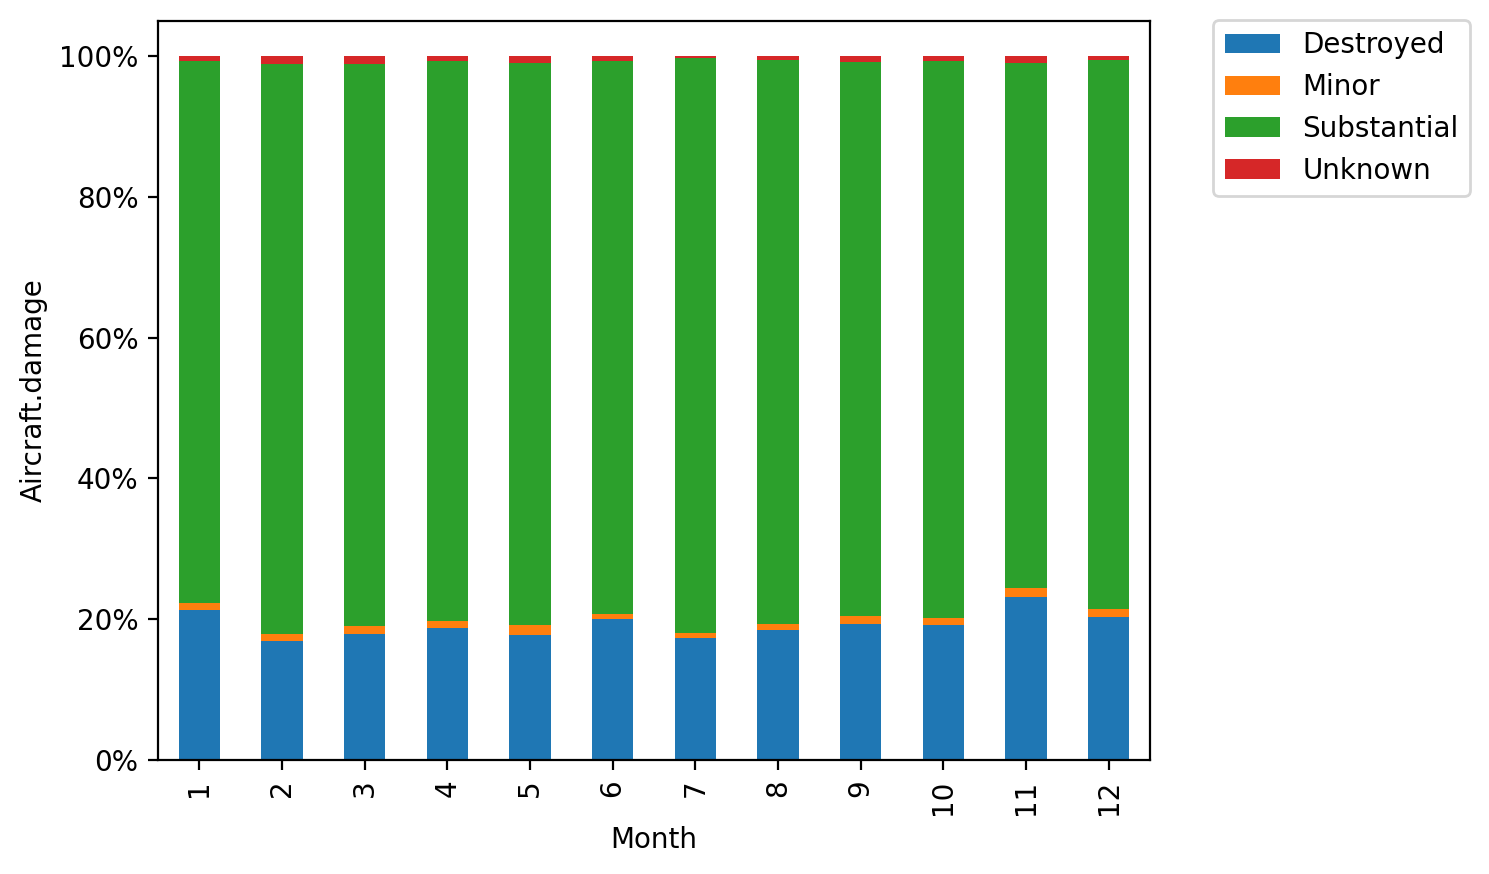 100%
80%
60%
40%
20%
0%
Aircraft.damage
1 2 3 4 5 6 7 8 9 10 11 12
Month
Destroyed
Minor
Substantial
Unknown